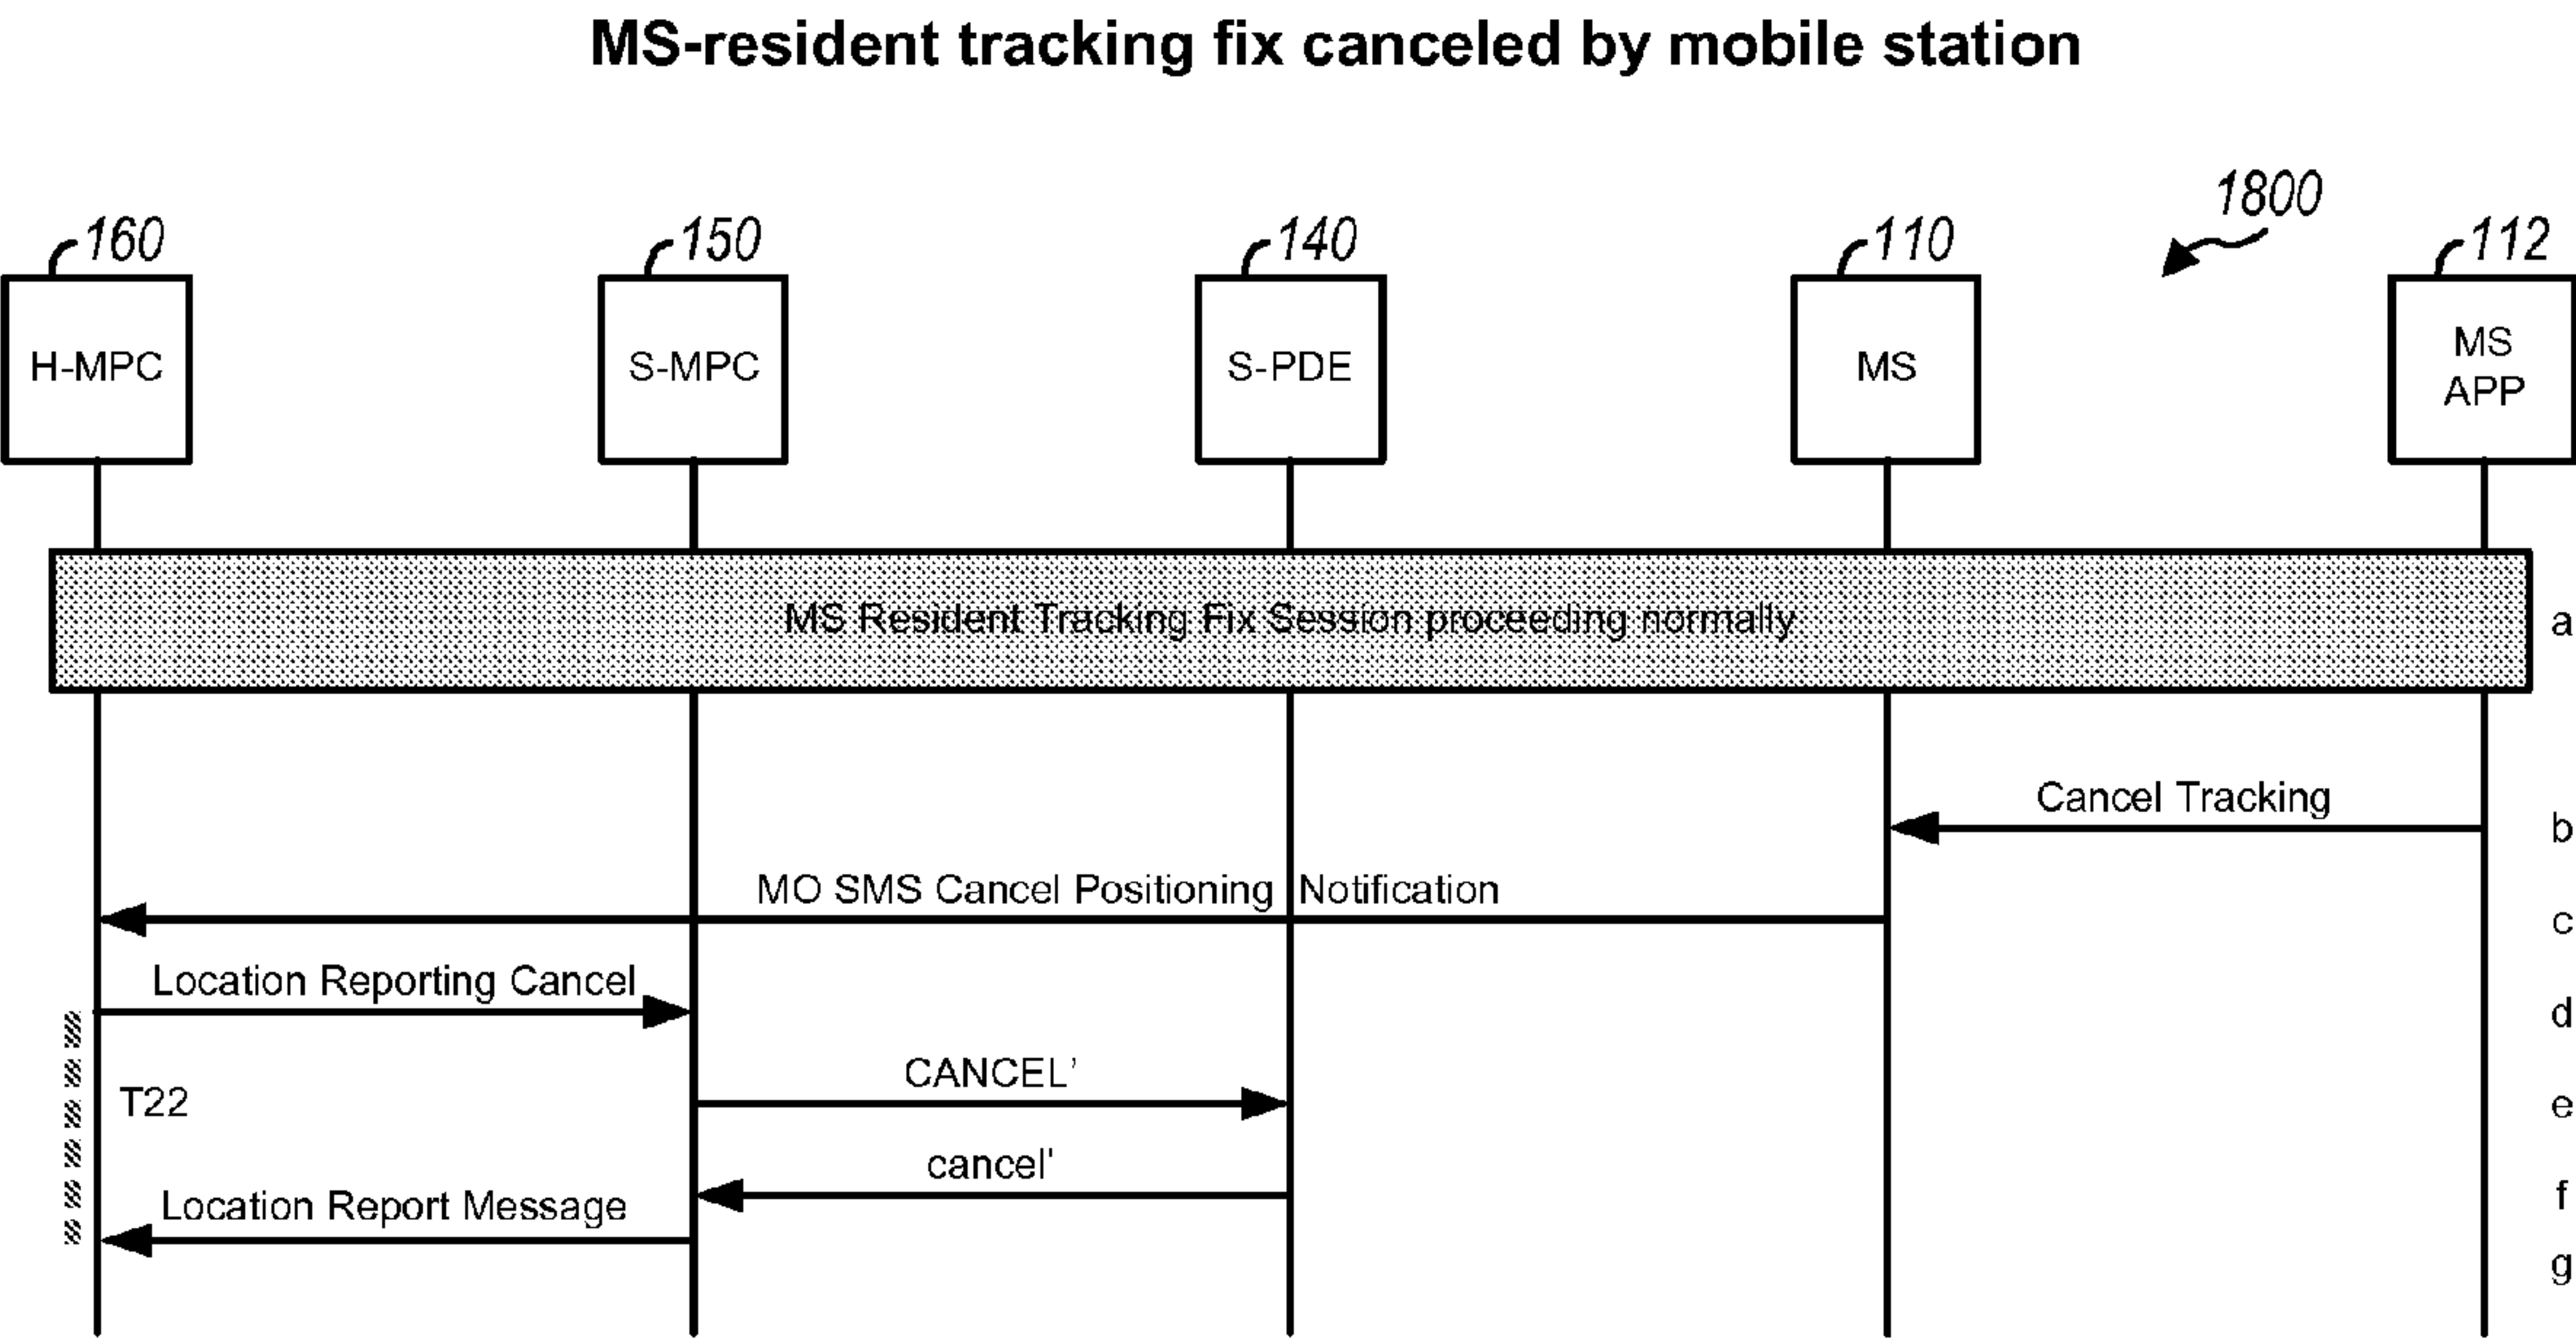 MS-resident tracking fix canceled by mobile station
1800
160
150
140
110
112
H-MPC
S-MPC
S-PDE
MS
MS
APP
MS Resident Tracking Fix Session proceeding normally
a
Cancel Tracking
b
MO SMS Cancel Positioning Notification
c
Location Reporting Cancel
d
CANCEL’
T22
e
cancel'
f
Location Report Message
g